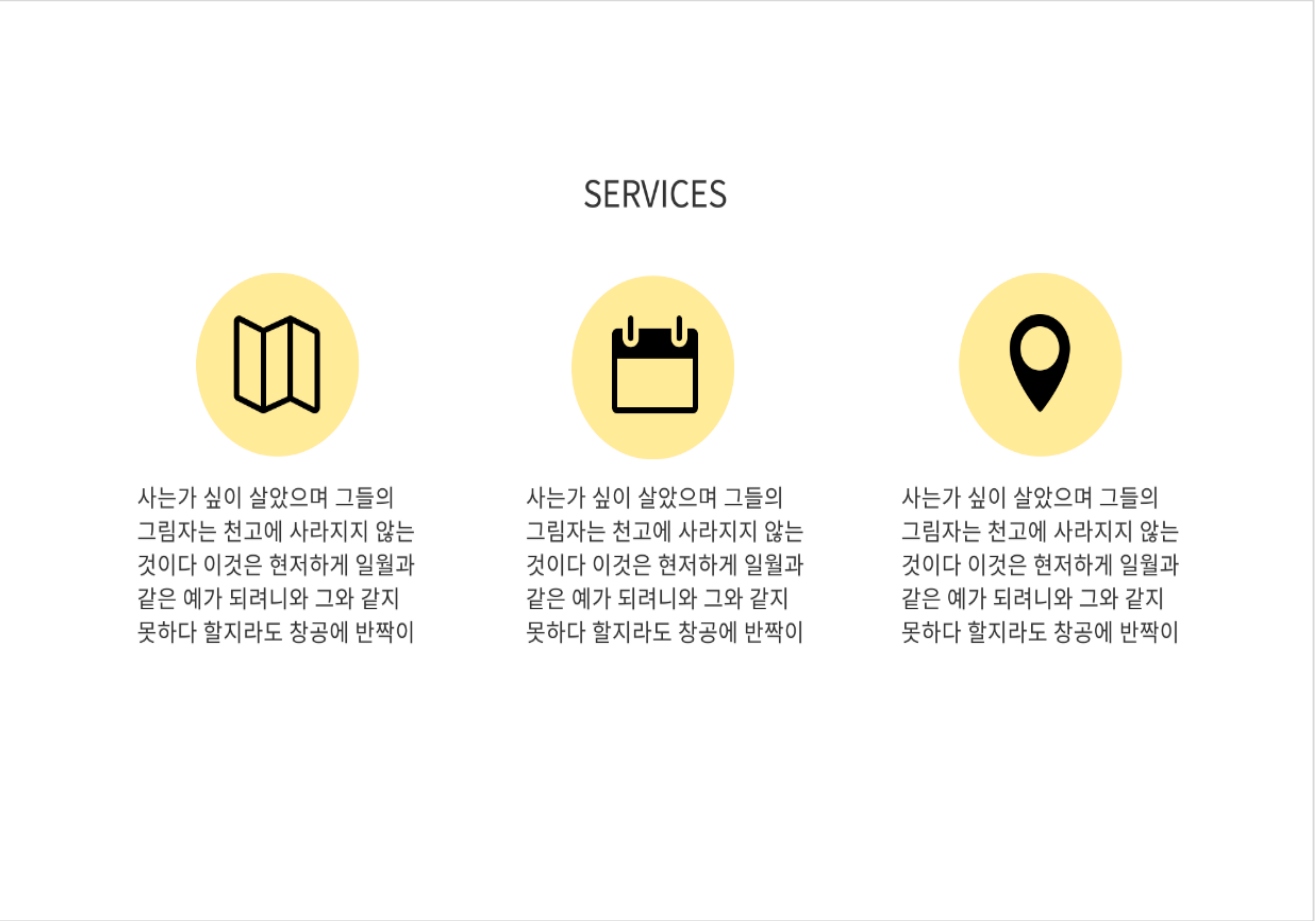 SERVICES
사는가 싶이 살았으며 그들의
그림자는 천고에 사라지지 않는
것이다 이것은 현저하게 일월과
같은 예가 되려니와 그와 같지
못하다 할지라도 창공에 반짝이
사는가 싶이 살았으며 그들의
그림자는 천고에 사라지지 않는
것이다 이것은 현저하게 일월과
같은 예가 되려니와 그와 같지
못하다 할지라도 창공에 반짝이
사는가 싶이 살았으며 그들의
그림자는 천고에 사라지지 않는
것이다 이것은 현저하게 일월과
같은 예가 되려니와 그와 같지
못하다 할지라도 창공에 반짝이